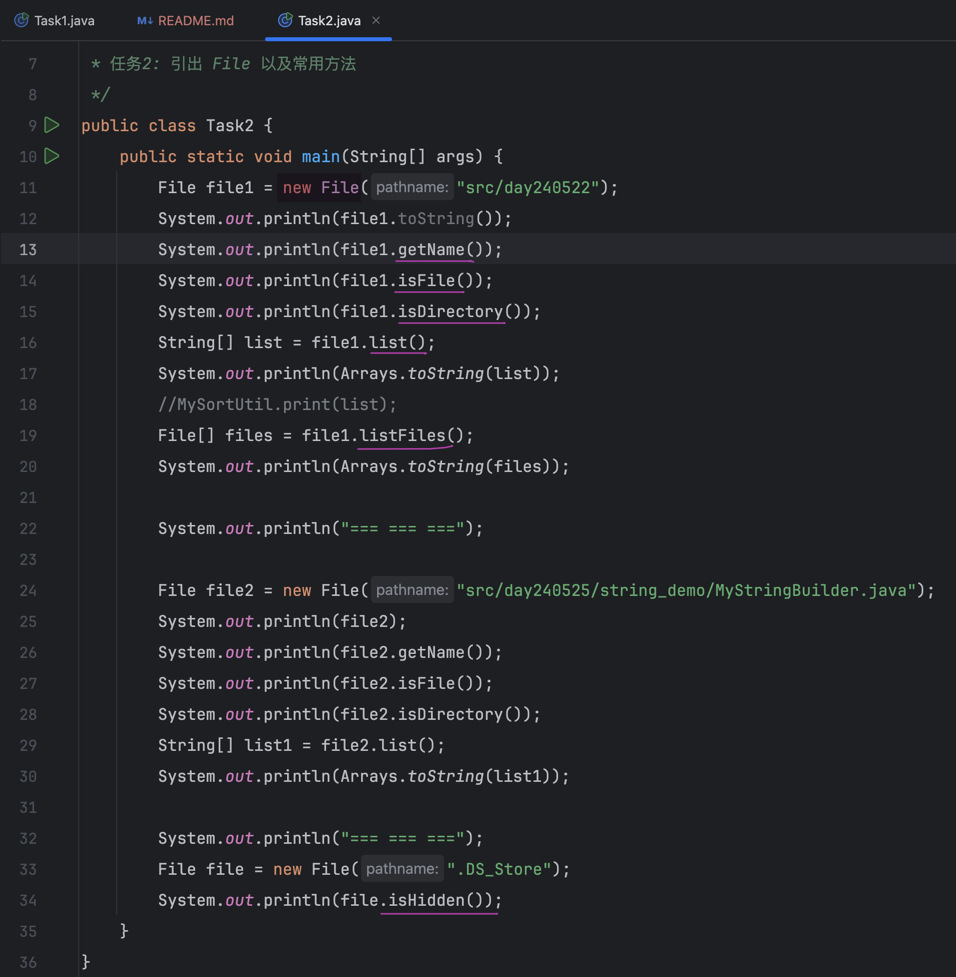 Task1.java
M↓ README.md
Task2.java ×
7 * 任务2: 引出 File 以及常用方法
8 */
9 public class Task2 {
10 public static void main(String[] args) {
11 File file1 = new File( pathname: "src/day240522");
12 System.out.println(file1.toString());
13 System.out.println(file1.getName());
14 System.out.println(file1.isFile());
15 System.out.println(file1.isDirectory());
16 String[] list = file1.list();
17 System.out.println(Arrays.toString(list));
18 //MySortUtil.print(list);
19 File[] files = file1.listFiles();
20 System.out.println(Arrays.toString(files));
21
22 System.out.println("=== === ===");
23
24 File file2 = new File( pathname: "src/day240525/string_demo/MyStringBuilder.java");
25 System.out.println(file2);
26 System.out.println(file2.getName());
27 System.out.println(file2.isFile());
28 System.out.println(file2.isDirectory());
29 String[] list1 = file2.list();
30 System.out.println(Arrays.toString(list1));
31
32 System.out.println("=== === ===");
33 File file = new File( pathname: ".DS_Store");
34 System.out.println(file.isHidden());
35 }
36 }